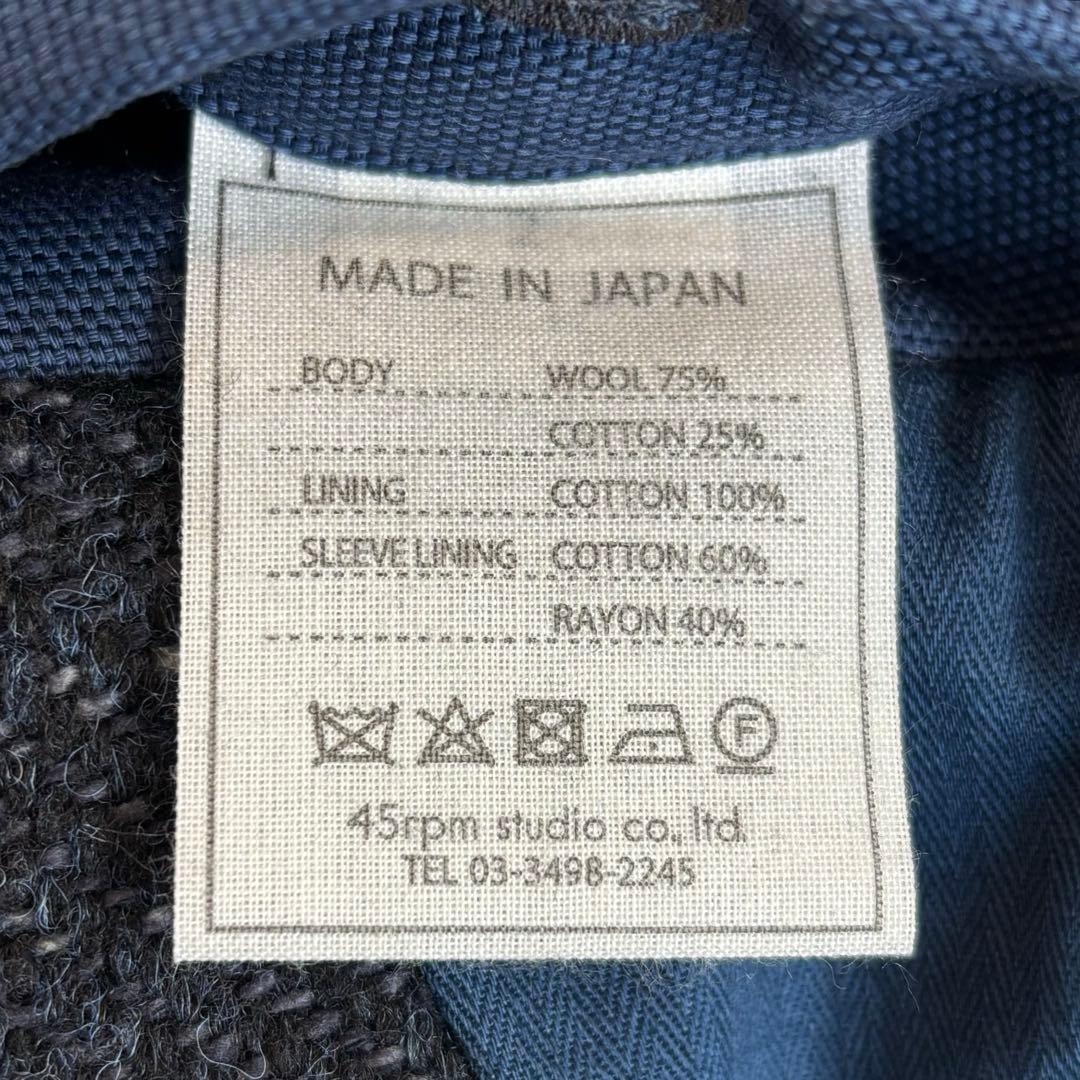 MADE IN JAPAN
BODY WOOL 75%
COTTON 25%
LINING COTTON 100%
SLEEVE LINING COTTON 60%
RAYON 40%
F
45rpm studio co., ltd.
TEL 03-3498-2245